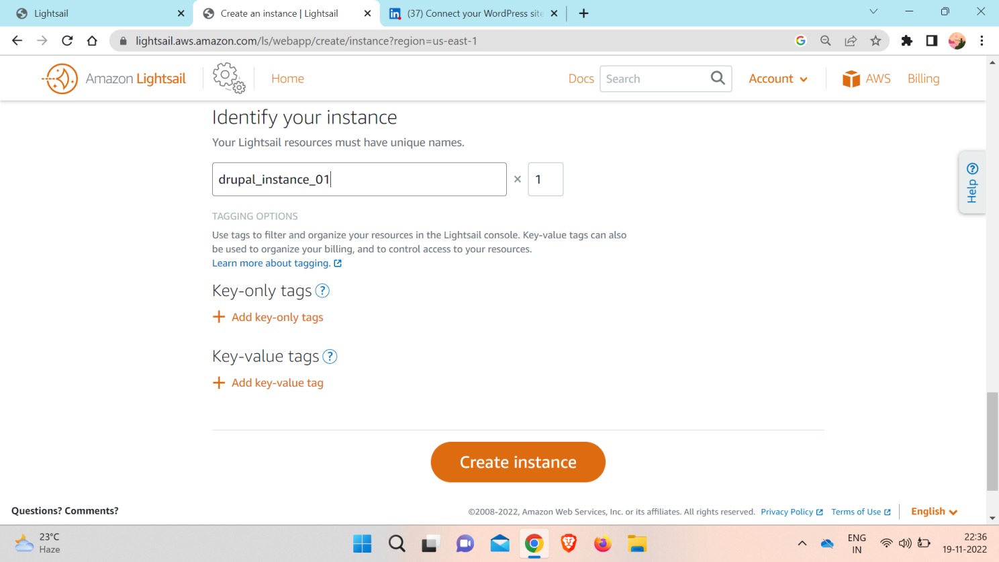 Lightsail
Create an instance | Lightsail
(37) Connect your WordPress site
lightsail.aws.amazon.com/ls/webapp/create/instance?region=us-east-1
Amazon Lightsail
Home
Docs
Search
Account
AWS
Billing
Identify your instance
Your Lightsail resources must have unique names.
drupal_instance_01
× 1
Help
TAGGING OPTIONS
Use tags to filter and organize your resources in the Lightsail console. Key-value tags can also
be used to organize your billing, and to control access to your resources.
Learn more about tagging.
Key-only tags ?
+ Add key-only tags
Key-value tags ?
+ Add key-value tag
Create instance
Questions? Comments?
©2008-2022, Amazon Web Services, Inc. or its affiliates. All rights reserved. Privacy Policy Terms of Use
English
23°C
Haze
ENG
IN
22:36
19-11-2022